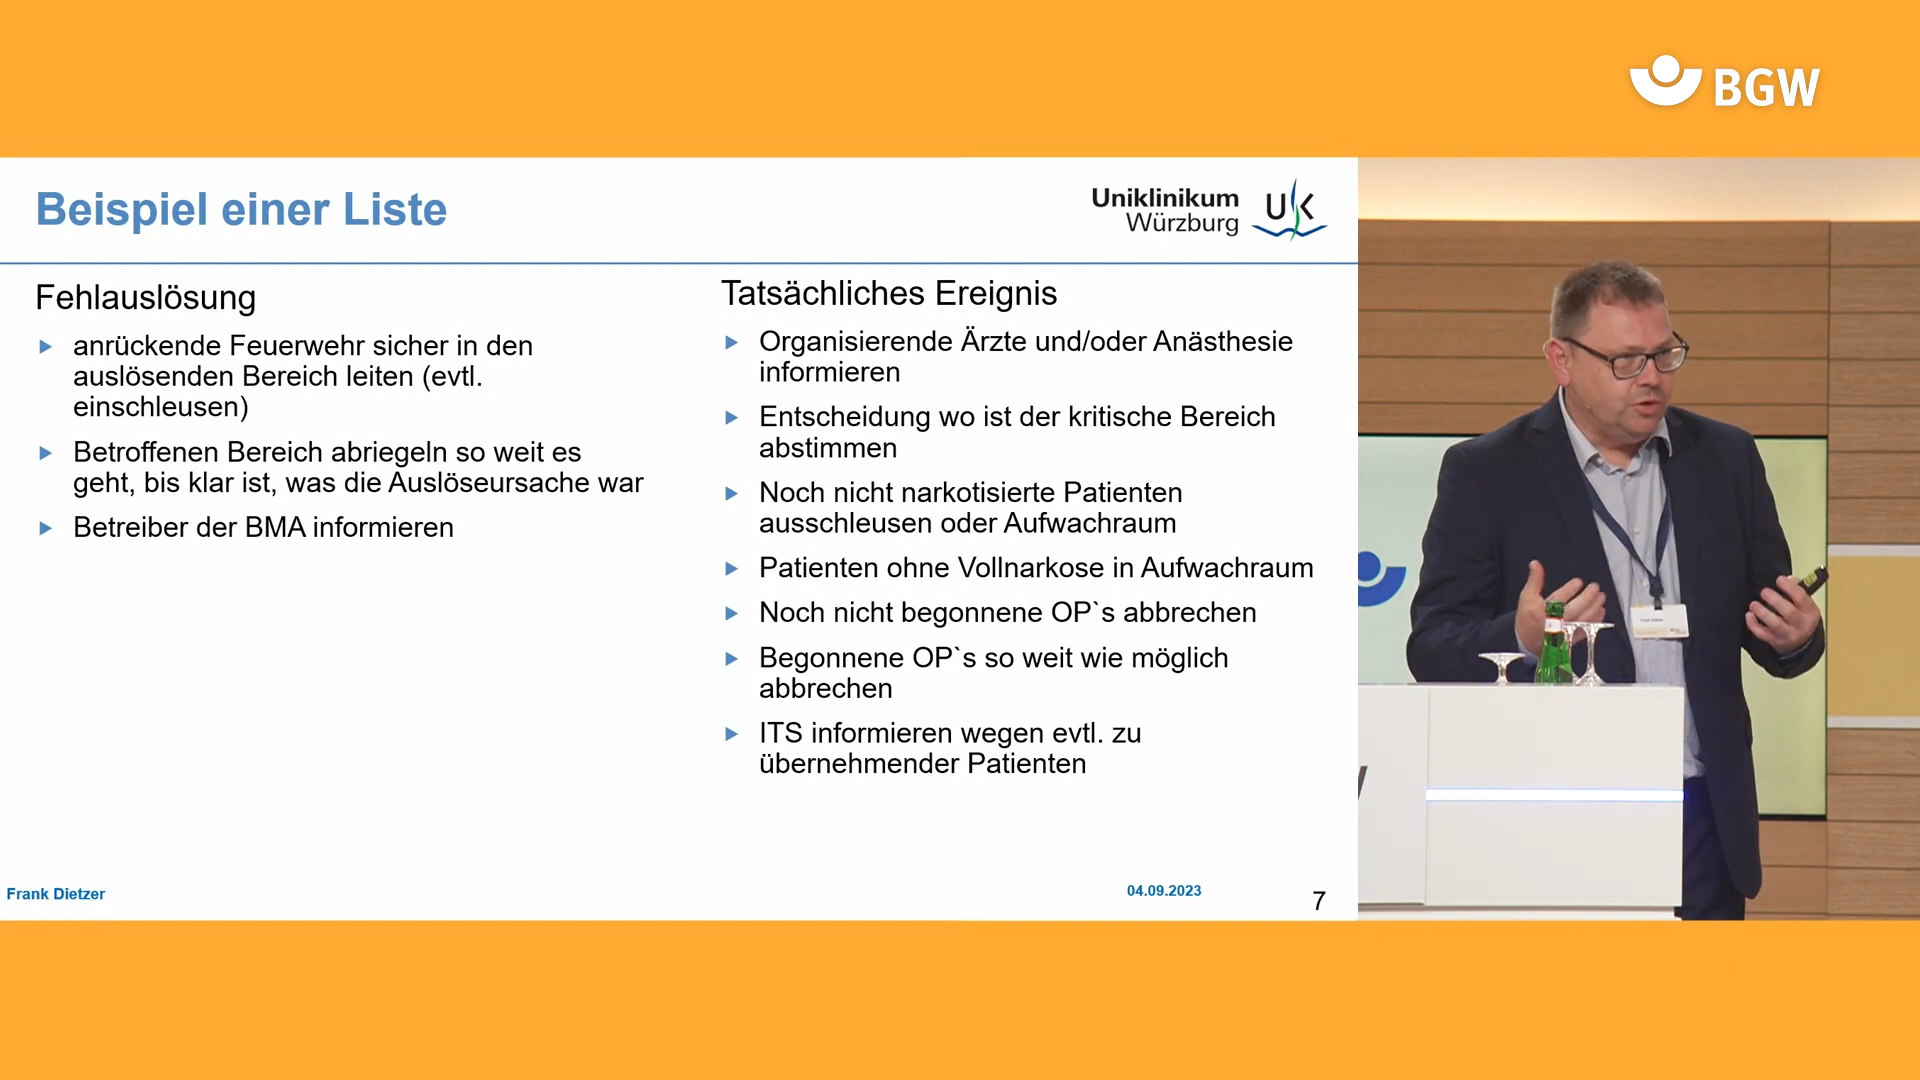 BGW
Beispiel einer Liste
Uniklinikum
Würzburg
UK
Fehlauslösung
anrückende Feuerwehr sicher in den
auslösenden Bereich leiten (evtl.
einschleusen)
Betroffenen Bereich abriegeln so weit es
geht, bis klar ist, was die Auslöseursache war
Betreiber der BMA informieren
Tatsächliches Ereignis
Organisierende Ärzte und/oder Anästhesie
informieren
Entscheidung wo ist der kritische Bereich
abstimmen
Noch nicht narkotisierte Patienten
ausschleusen oder Aufwachraum
Patienten ohne Vollnarkose in Aufwachraum
Noch nicht begonnene OP`s abbrechen
Begonnene OP`s so weit wie möglich
abbrechen
ITS informieren wegen evtl. zu
übernehmender Patienten
Frank Dietzer
04.09.2023
7